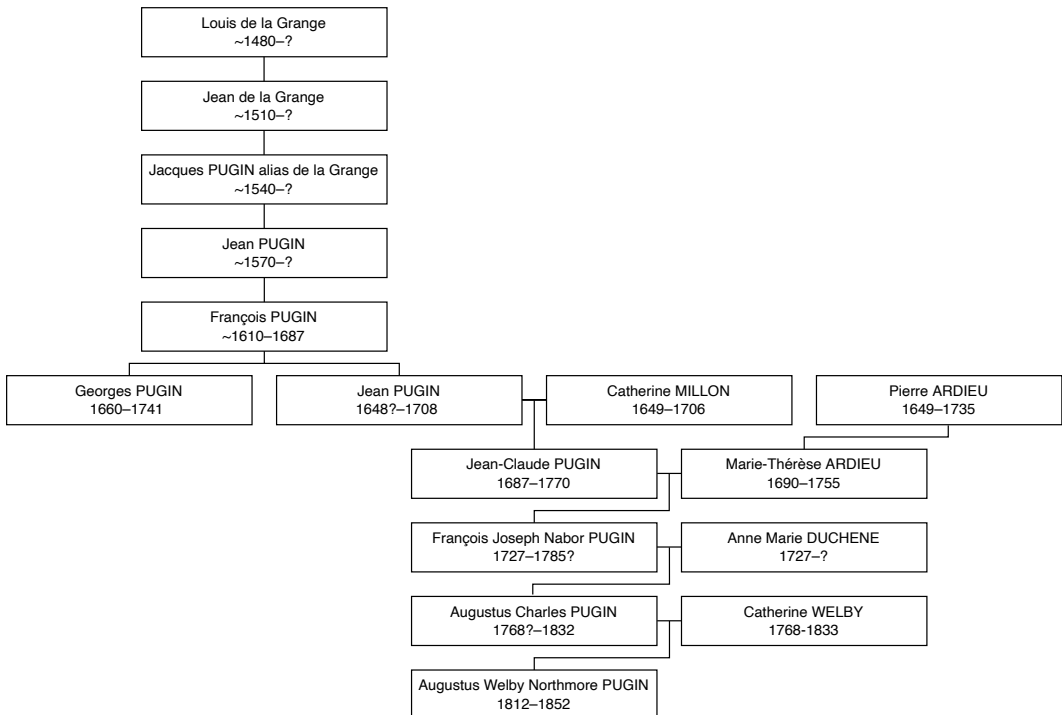 Louis de la Grange
~1480–?
Jean de la Grange
~1510–?
Jacques PUGIN alias de la Grange
~1540–?
Jean PUGIN
~1570–?
François PUGIN
~1610–1687
Georges PUGIN
1660–1741
Jean PUGIN
1648?–1708
Catherine MILLON
1649–1706
Pierre ARDIEU
1649–1735
Jean-Claude PUGIN
1687–1770
Marie-Thérèse ARDIEU
1690–1755
François Joseph Nabor PUGIN
1727–1785?
Anne Marie DUCHENE
1727–?
Augustus Charles PUGIN
1768?–1832
Catherine WELBY
1768-1833
Augustus Welby Northmore PUGIN
1812–1852